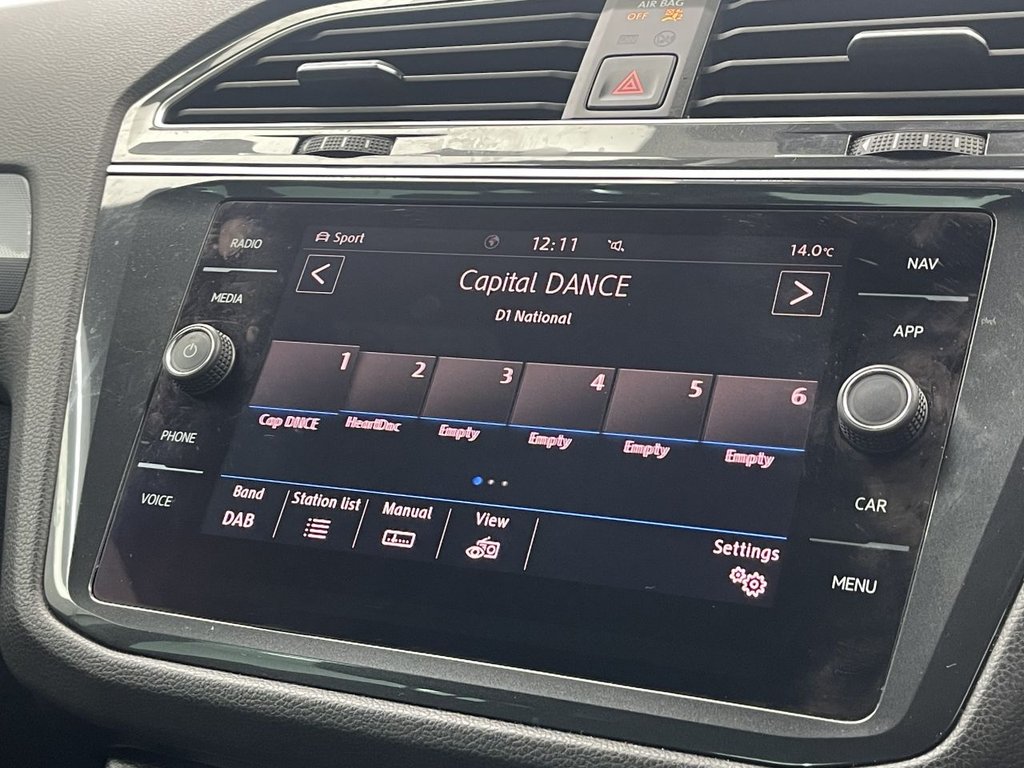 AIR BAG
OFF
RADIO
MEDIA
PHONE
VOICE
Sport
12:11
14.0°C
<
Capital DANCE
>
D1 National
1
2
3
4
5
6
Cap DNCE
HeartDnc
Empty
Empty
Empty
Empty
Band
DAB
Station list
Manual
View
Settings
NAV
APP
CAR
MENU